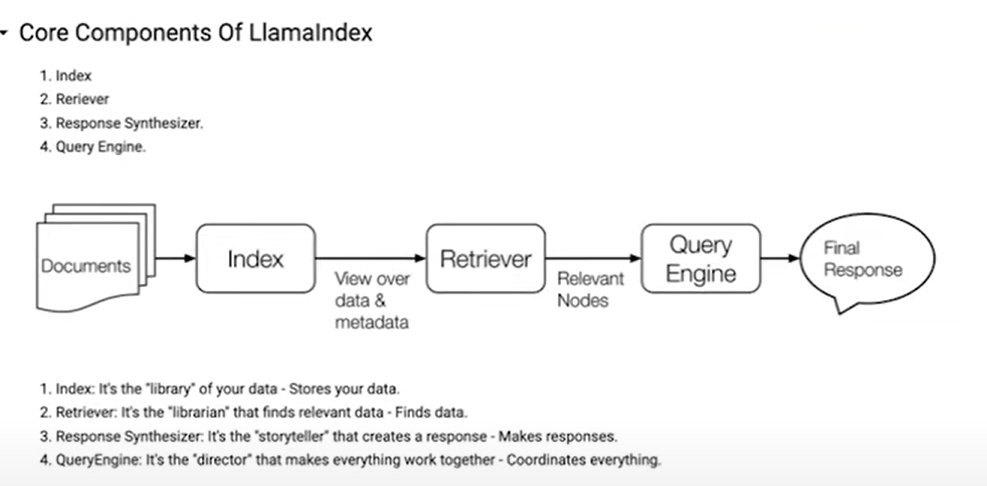 Core Components Of LlamaIndex
1. Index
2. Reriever
3. Response Synthesizer.
4. Query Engine.
Documents
Index
View over
data &
metadata
Retriever
Relevant
Nodes
Query
Engine
Final
Response
1. Index: It's the "library" of your data - Stores your data.
2. Retriever: It's the "librarian" that finds relevant data - Finds data.
3. Response Synthesizer: It's the "storyteller" that creates a response - Makes responses.
4. QueryEngine: It's the "director" that makes everything work together - Coordinates everything.